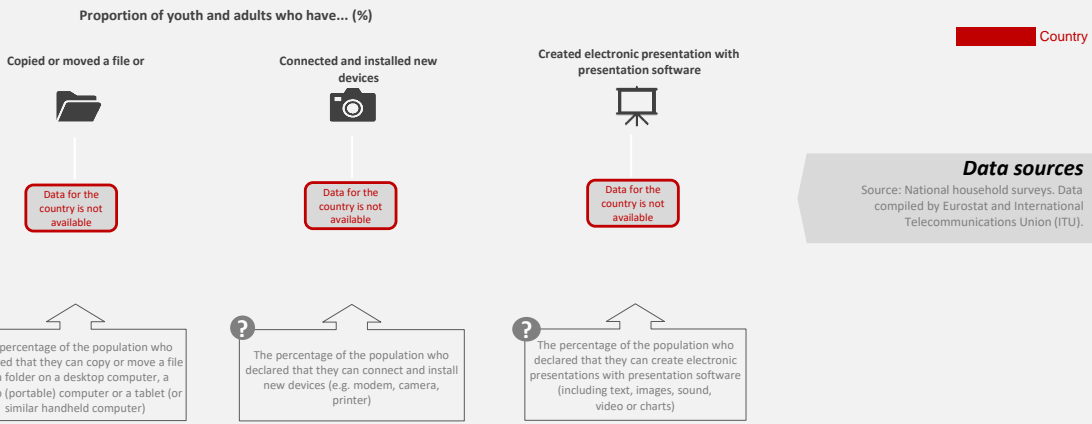 Proportion of youth and adults who have... (%)
Copied or moved a file or
Connected and installed new
devices
Created electronic presentation with
presentation software
Country
Data for the
country is not
available
Data for the
country is not
available
Data for the
country is not
available
Data sources
Source: National household surveys. Data
compiled by Eurostat and International
Telecommunications Union (ITU).
percentage of the population who
that they can copy or move a file
folder on a desktop computer, a
(portable) computer or a tablet (or
similar handheld computer)
?
The percentage of the population who
declared that they can connect and install
new devices (e.g. modem, camera,
printer)
?
The percentage of the population who
declared that they can create electronic
presentations with presentation software
(including text, images, sound,
video or charts)